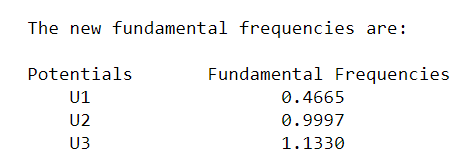 The new fundamental frequencies are:
Potentials Fundamental Frequencies
U1 0.4665
U2 0.9997
U3 1.1330